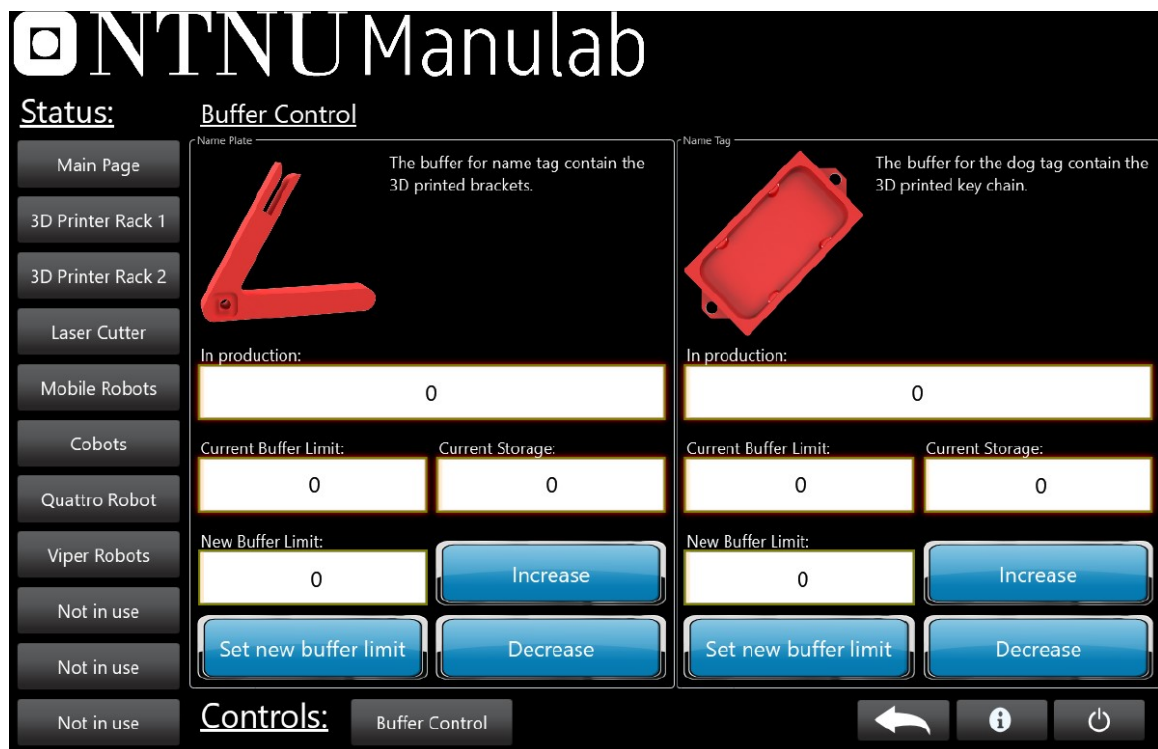 NTNU Manulab
Status:
Buffer Control
Main Page
3D Printer Rack 1
3D Printer Rack 2
Laser Cutter
Mobile Robots
Cobots
Quattro Robot
Viper Robots
Not in use
Not in use
Not in use
Name Plate
The buffer for name tag contain the
3D printed brackets.
In production:
0
Current Buffer Limit:
Current Storage:
0
0
New Buffer Limit:
0
Increase
Set new buffer limit
Decrease
Name Tag
The buffer for the dog tag contain the
3D printed key chain.
In production:
0
Current Buffer Limit:
Current Storage:
0
0
New Buffer Limit:
0
Increase
Set new buffer limit
Decrease
Controls:
Buffer Control